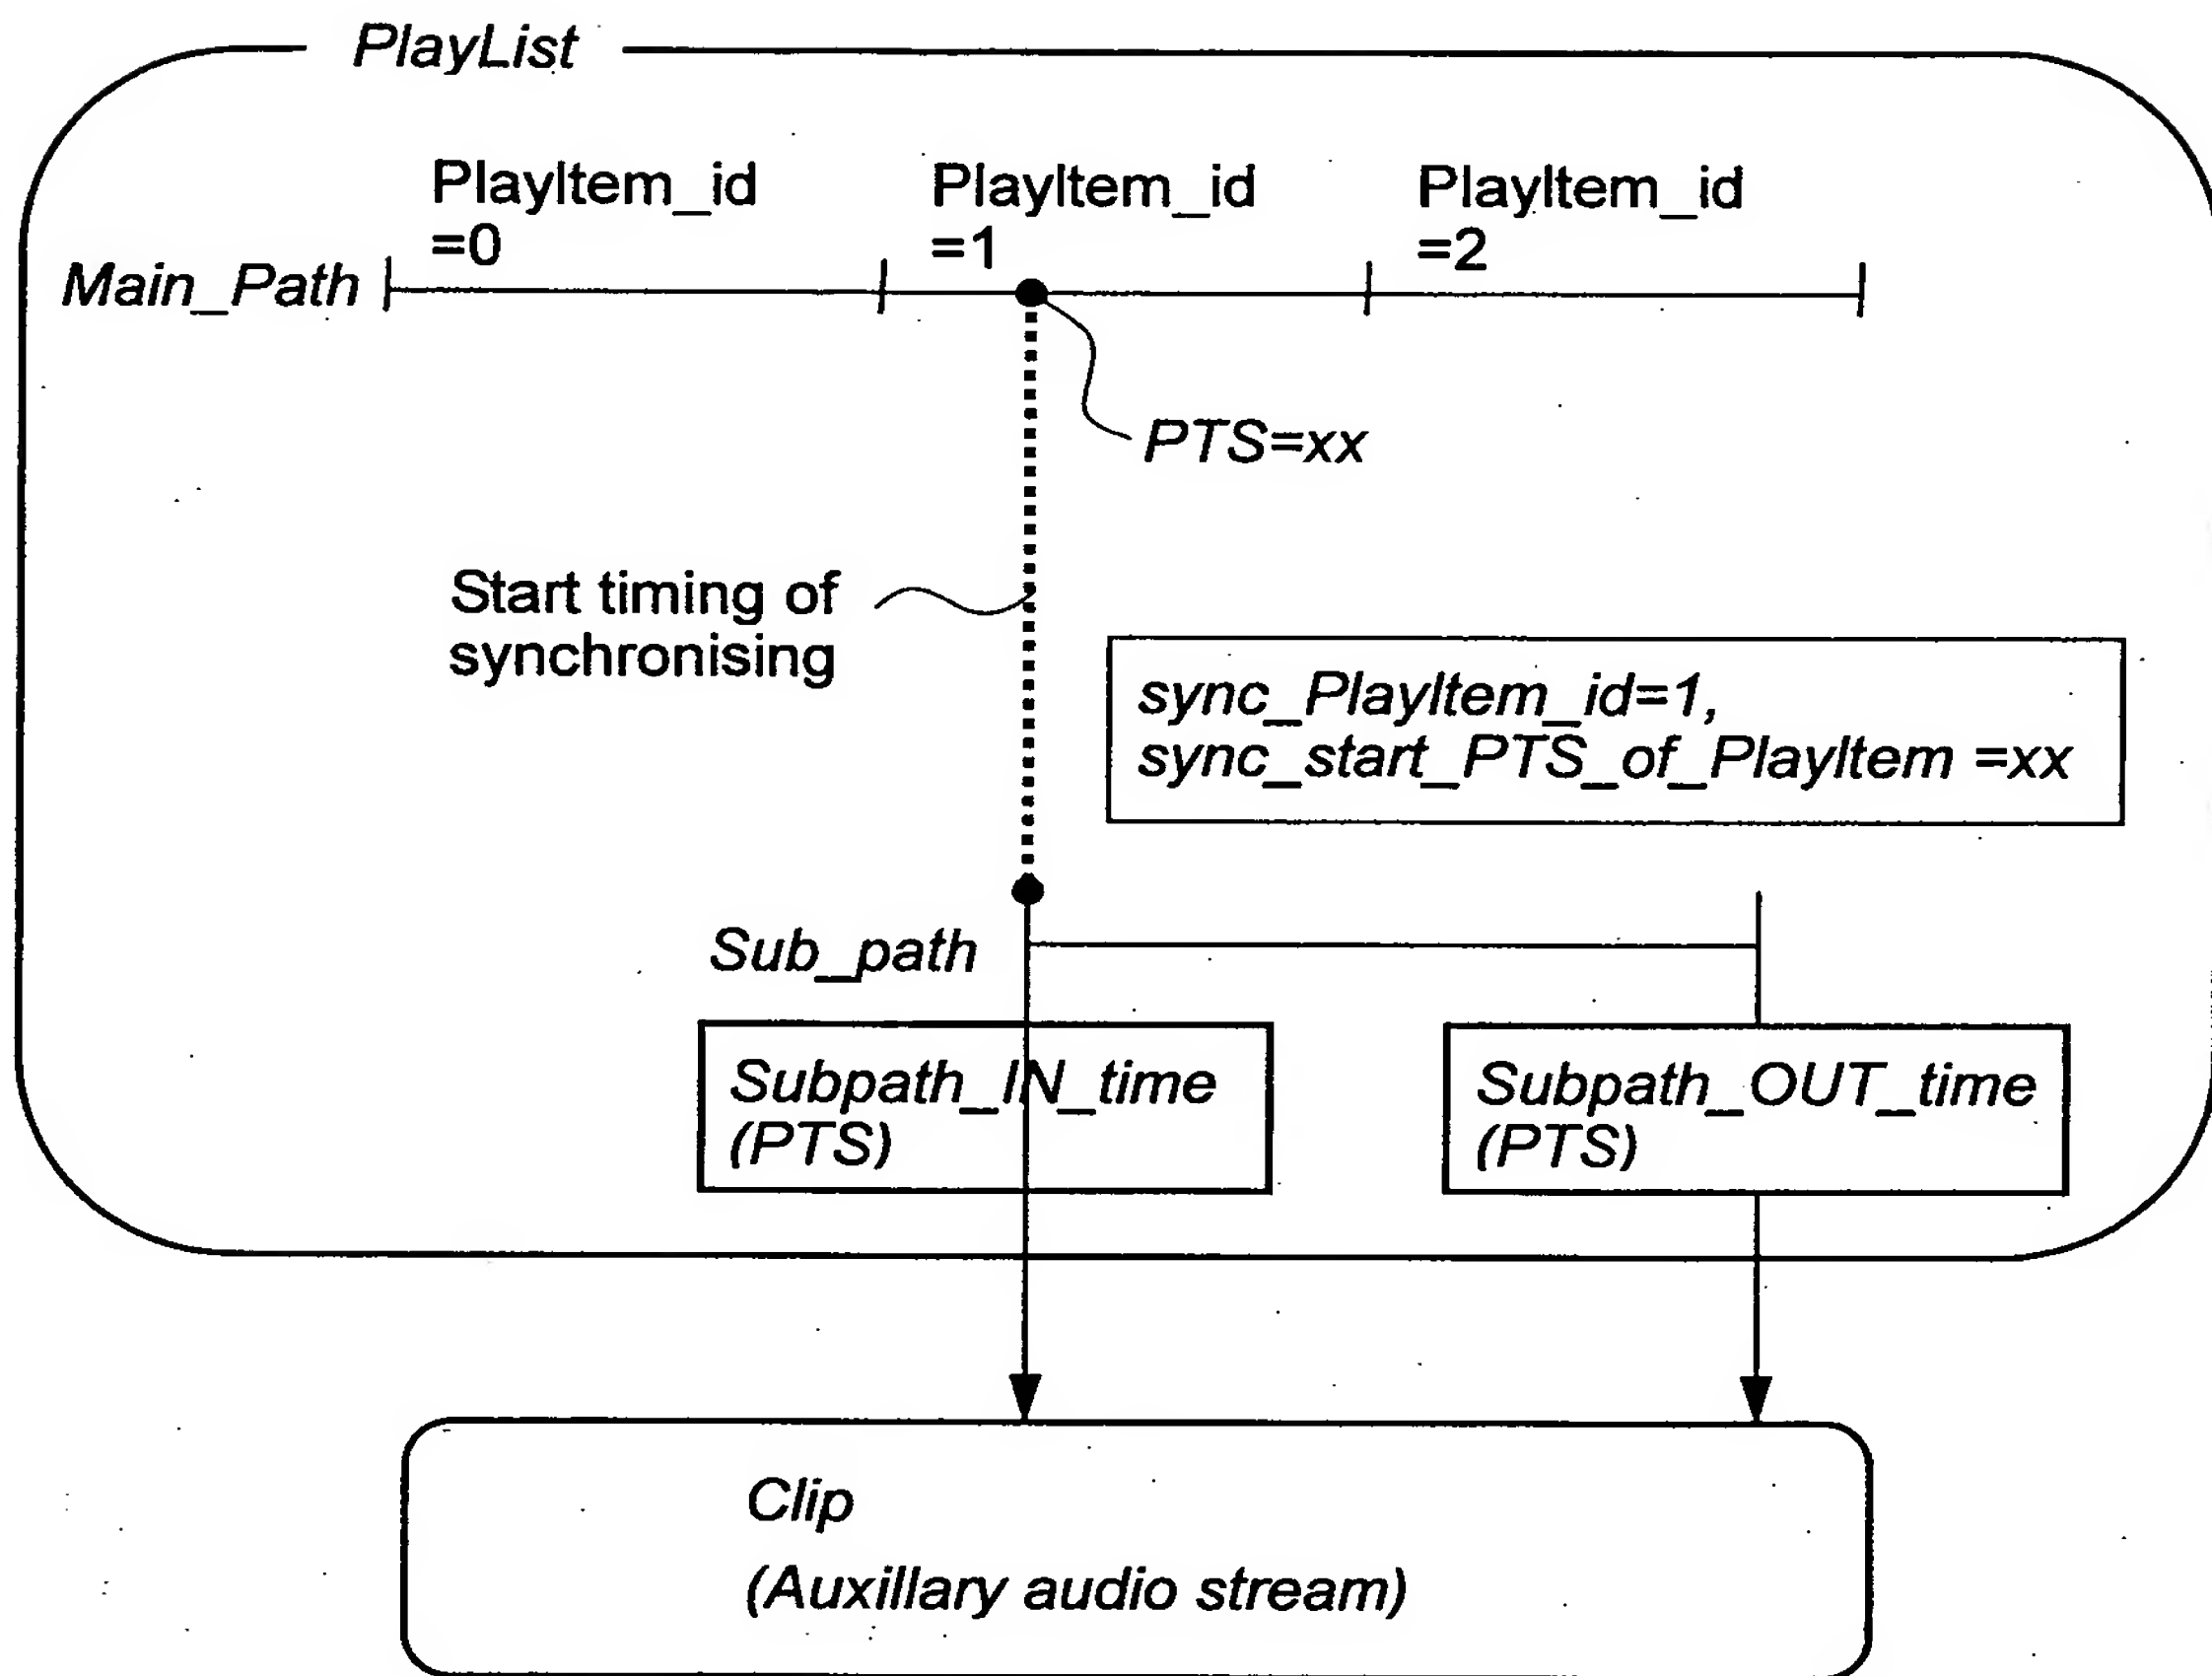 PlayList
PlayItem_id
=0
PlayItem_id
=1
PlayItem_id
=2
Main_Path
PTS=xx
Start timing of
synchronising
sync_PlayItem_id=1,
sync_start_PTS_of_PlayItem =xx
Sub_path
Subpath_IN_time
(PTS)
Subpath_OUT_time
(PTS)
Clip
(Auxillary audio stream)